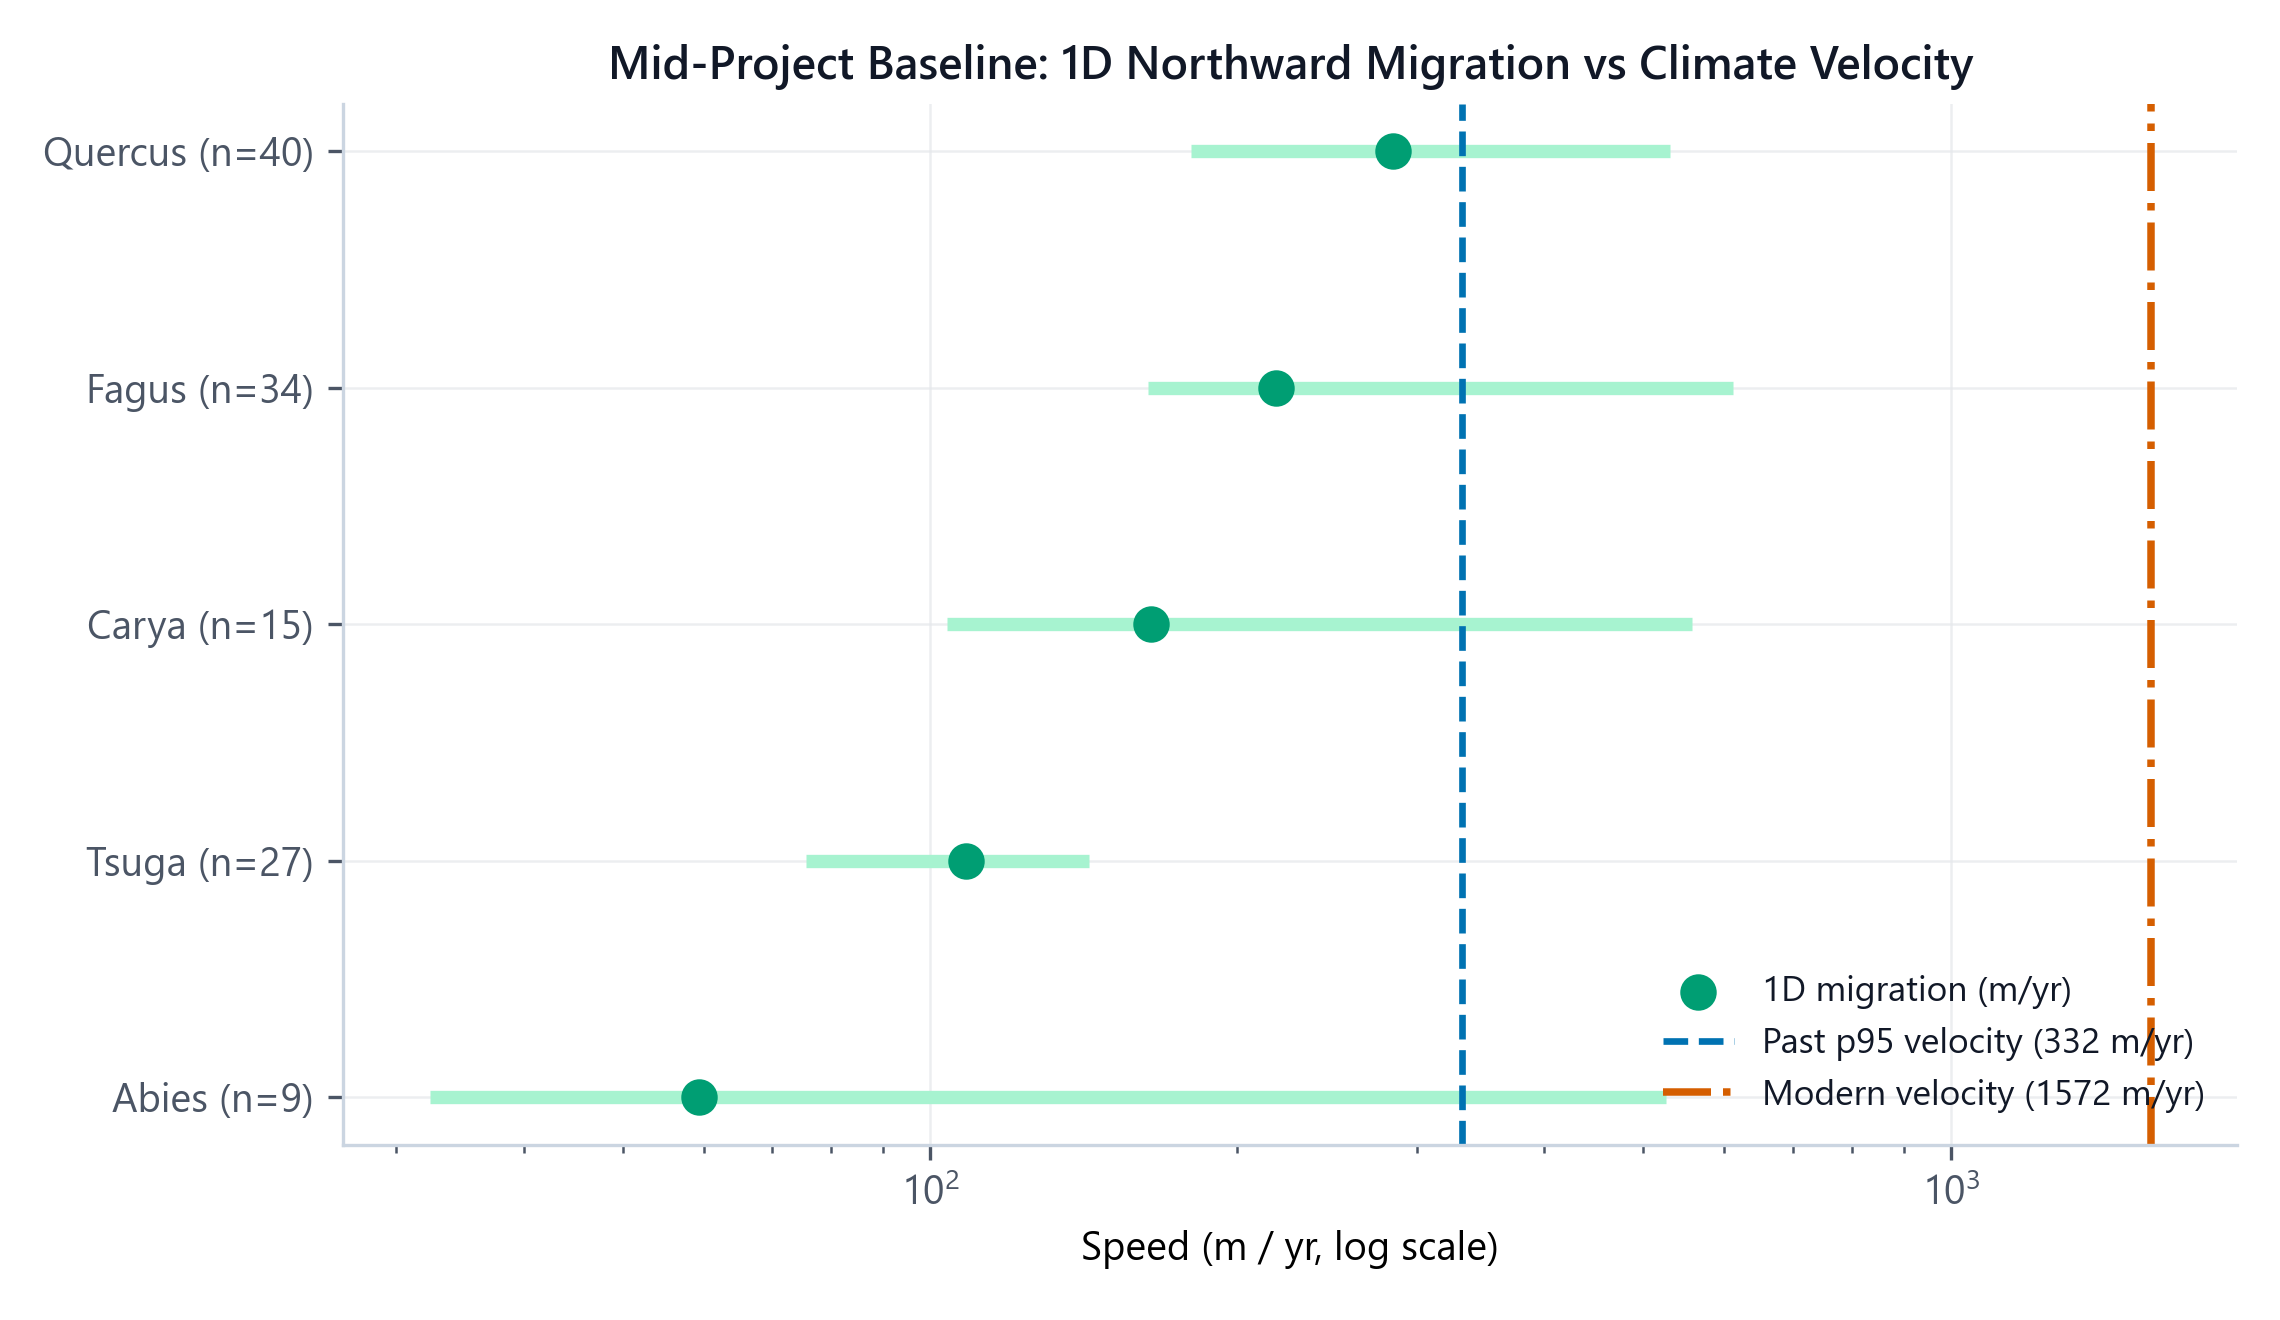 Mid-Project Baseline: 1D Northward Migration vs Climate Velocity
Quercus (n=40)
Fagus (n=34)
Carya (n=15)
Tsuga (n=27)
Abies (n=9)
1D migration (m/yr)
Past p95 velocity (332 m/yr)
Modern velocity (1572 m/yr)
10² 10³
Speed (m / yr, log scale)